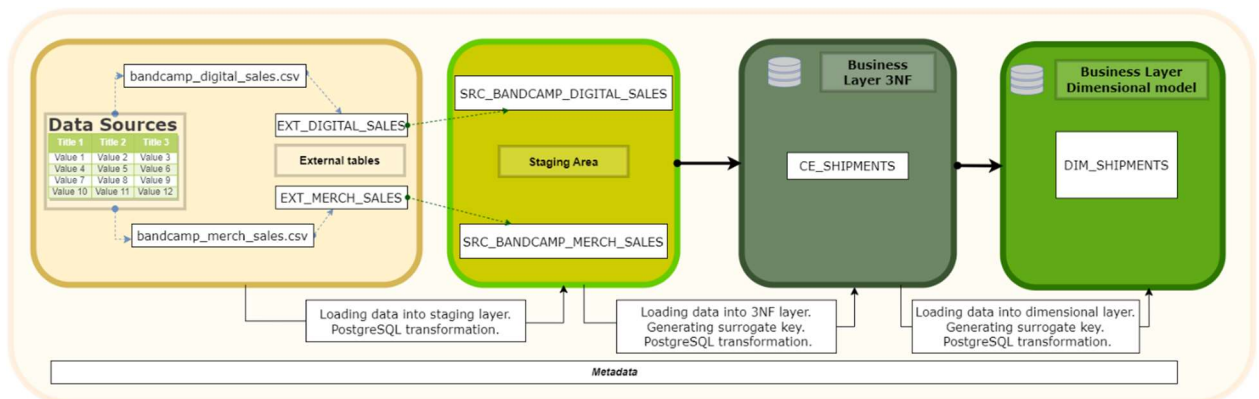 bandcamp_digital_sales.csv
Data Sources
Title 1 Title 2 Title 3
Value 1 Value 2 Value 3
Value 4 Value 5 Value 6
Value 7 Value 8 Value 9
Value 10 Value 11 Value 12
bandcamp_merch_sales.csv
EXT_DIGITAL_SALES
External tables
EXT_MERCH_SALES
SRC_BANDCAMP_DIGITAL_SALES
Staging Area
SRC_BANDCAMP_MERCH_SALES
Business
Layer 3NF
CE_SHIPMENTS
Business Layer
Dimensional model
DIM_SHIPMENTS
Loading data into staging layer.
PostgreSQL transformation.
Loading data into 3NF layer.
Generating surrogate key.
PostgreSQL transformation.
Loading data into dimensional layer.
Generating surrogate key.
PostgreSQL transformation.
Metadata